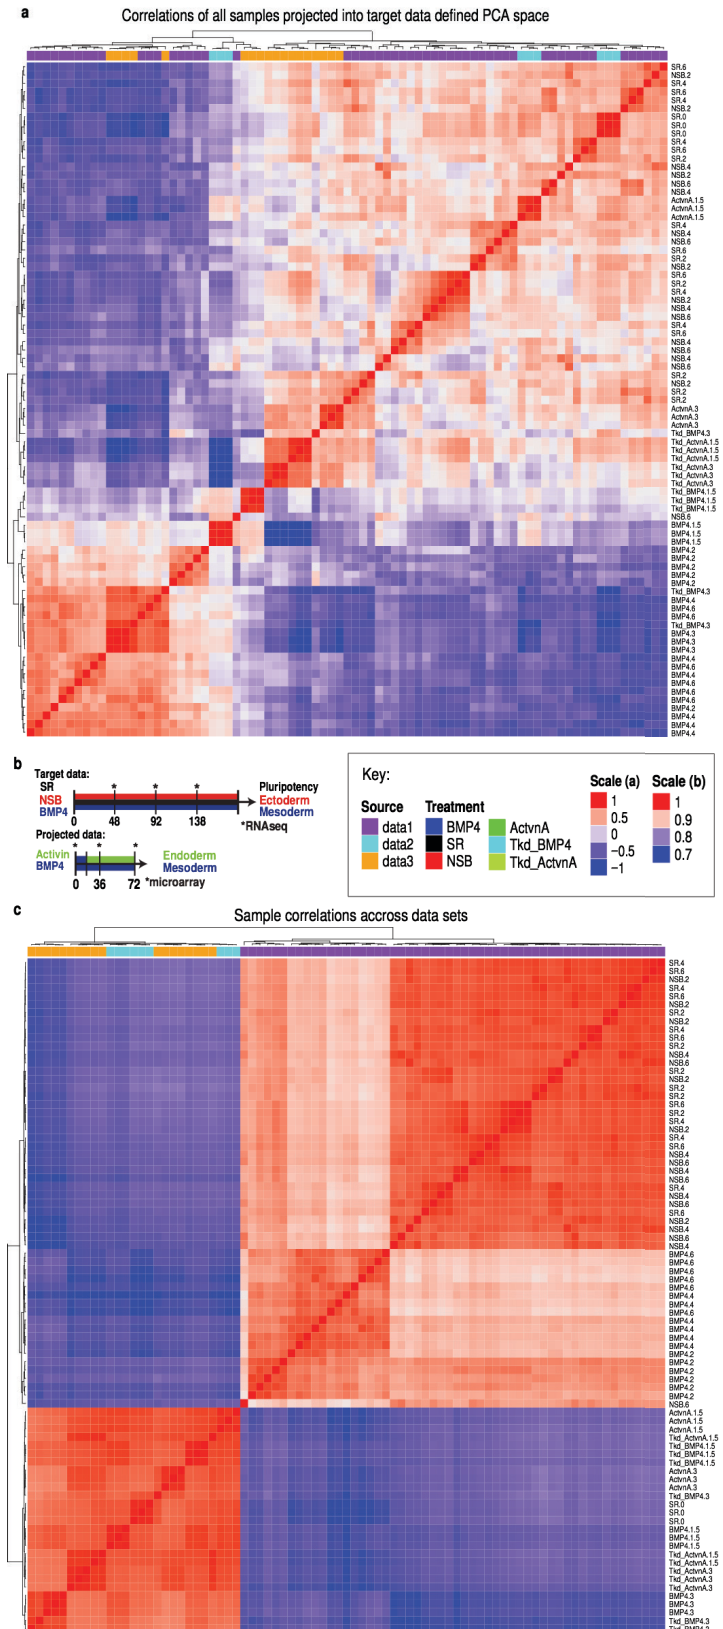 a
Correlations of all samples projected into target data defined PCA space
SR.6
NSB.2
SR.4
SR.6
SR.4
NSB.2
SR.0
SR.0
SR.0
SR.4
SR.6
SR.2
NSB.4
NSB.2
NSB.6
NSB.4
ActvnA.1.5
ActvnA.1.5
ActvnA.1.5
SR.4
NSB.4
NSB.6
SR.6
SR.2
NSB.2
SR.6
SR.2
SR.4
NSB.2
NSB.4
NSB.6
SR.4
SR.6
NSB.4
NSB.6
NSB.4
NSB.6
SR.2
NSB.2
SR.2
SR.2
ActvnA.3
ActvnA.3
ActvnA.3
Tkd_BMP4.3
Tkd_ActvnA.1.5
Tkd_ActvnA.1.5
Tkd_ActvnA.1.5
Tkd_ActvnA.3
Tkd_ActvnA.3
Tkd_ActvnA.3
Tkd_BMP4.1.5
Tkd_BMP4.1.5
Tkd_BMP4.1.5
NSB.6
BMP4.1.5
BMP4.1.5
BMP4.1.5
BMP4.2
BMP4.2
BMP4.2
BMP4.2
BMP4.2
Tkd_BMP4.3
BMP4.4
BMP4.6
BMP4.6
Tkd_BMP4.3
BMP4.3
BMP4.3
BMP4.3
BMP4.4
BMP4.6
BMP4.4
BMP4.6
BMP4.6
BMP4.6
BMP4.2
BMP4.4
BMP4.4
BMP4.4
b
Target data:
SR * * * Pluripotency
NSB Ectoderm
BMP4 Mesoderm
0 48 92 138 *RNAseq
Projected data:
Activin * * * Endoderm
BMP4 Mesoderm
0 36 72 *microarray
Key:
Source Treatment Scale (a) Scale (b)
data1 BMP4 ActvnA 1 1
data2 SR Tkd_BMP4 0.5 0.9
data3 NSB Tkd_ActvnA 0 0.8
−0.5 0.7
−1
c
Sample correlations accross data sets
SR.4
SR.6
NSB.2
SR.4
SR.6
NSB.2
SR.2
NSB.2
SR.4
SR.6
SR.2
NSB.4
NSB.6
SR.2
NSB.2
SR.2
SR.2
SR.6
SR.2
SR.4
NSB.2
SR.4
SR.6
NSB.4
NSB.6
NSB.4
NSB.6
SR.4
NSB.4
NSB.6
SR.6
NSB.2
NSB.4
NSB.6
NSB.4
BMP4.6
BMP4.6
BMP4.6
BMP4.6
BMP4.6
BMP4.4
BMP4.4
BMP4.6
BMP4.4
BMP4.4
BMP4.4
BMP4.4
BMP4.2
BMP4.2
BMP4.2
BMP4.2
BMP4.2
BMP4.2
NSB.6
ActvnA.1.5
ActvnA.1.5
ActvnA.1.5
Tkd_ActvnA.1.5
Tkd_BMP4.1.5
Tkd_BMP4.1.5
Tkd_BMP4.1.5
ActvnA.3
ActvnA.3
ActvnA.3
Tkd_BMP4.3
SR.0
SR.0
SR.0
BMP4.1.5
BMP4.1.5
BMP4.1.5
Tkd_ActvnA.1.5
Tkd_ActvnA.1.5
Tkd_ActvnA.3
Tkd_ActvnA.3
Tkd_ActvnA.3
BMP4.3
BMP4.3
BMP4.3
Tkd_BMP4.3
Tkd_BMP4.3